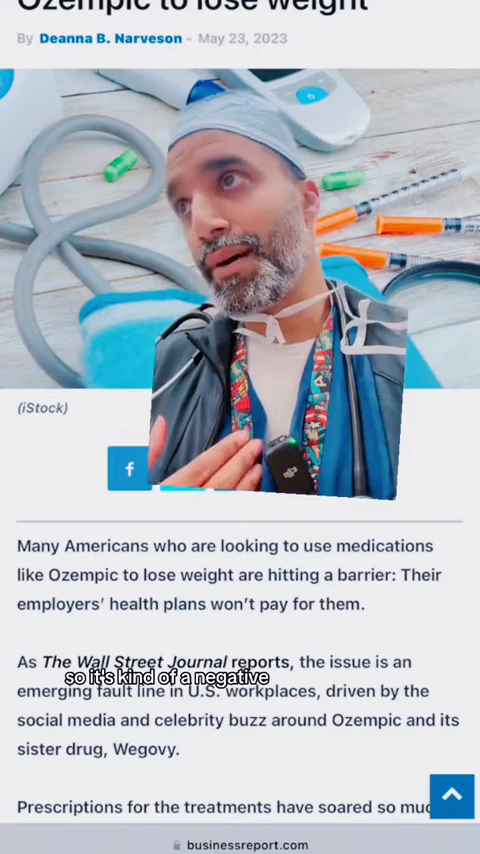 Ozempic to lose weight
By Deanna B. Narveson - May 23, 2023
(iStock)
f
Many Americans who are looking to use medications
like Ozempic to lose weight are hitting a barrier: Their
employers' health plans won't pay for them.
As The Wall Street Journal reports, the issue is an
so it's kind of a negative
emerging fault line in U.S. workplaces, driven by the
social media and celebrity buzz around Ozempic and its
sister drug, Wegovy.
Prescriptions for the treatments have soared so
businessreport.com